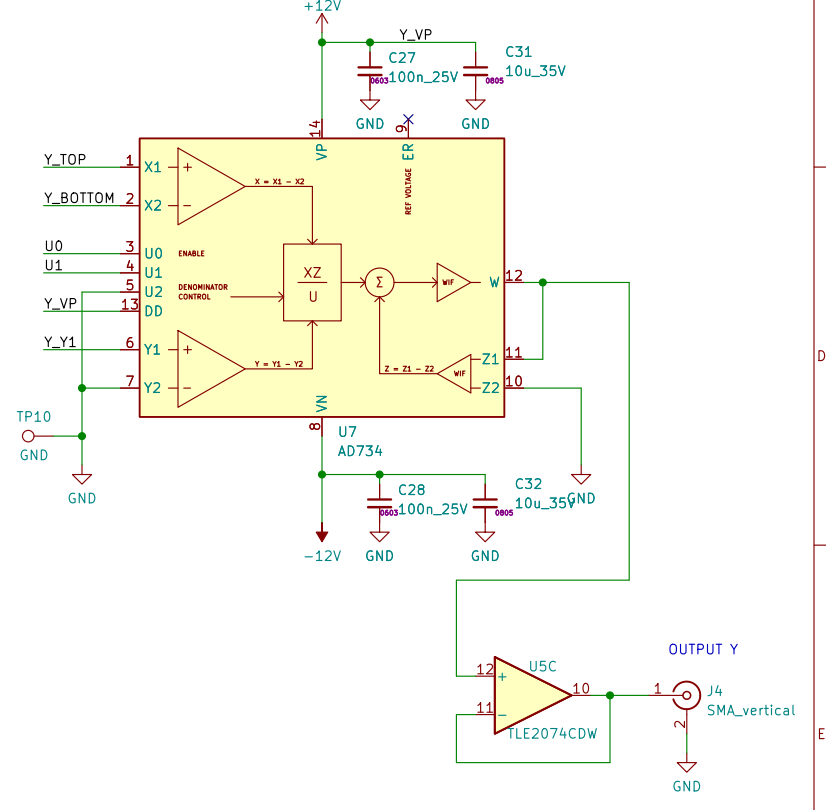 +12V
Y_VP
C27
100n_25V
0603
C31
10u_35V
0805
GND
GND
14
VP
9
ER
REF VOLTAGE
Y_TOP
1
X1
+
X = X1 - X2
Y_BOTTOM
2
X2
-
U0
3
U0
ENABLE
U1
4
U1
5
U2
DENOMINATOR
CONTROL
Y_VP
13
DD
XZ
U
Σ
WIF
W
12
Y_Y1
6
Y1
+
Y = Y1 - Y2
7
Y2
-
Z = Z1 - Z2
WIF
Z1
11
Z2
10
VN
8
U7
AD734
TP10
GND
GND
C28
100n_25V
0603
C32
10u_35V
0805
GND
-12V
GND
GND
D
OUTPUT Y
12
+
U5C
10
11
-
TLE2074CDW
1
J4
SMA_vertical
2
GND
E